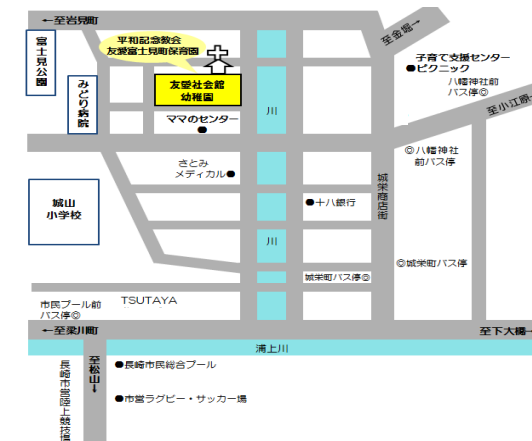 ←至岩見町
平和記念教会
友愛富士見町保育園
至金堀→
富士見公園
みどり病院
友愛社会館
幼稚園
川
子育て支援センター
●ピクニック
八幡神社前
バス停◎
至小江原→
ママのセンター
●
◎八幡神社
前バス停
さとみ
メディカル●
城山
小学校
●十八銀行
城栄商店街
川
◎城栄町バス停
城栄町バス停◎
市民プール前
バス停◎
TSUTAYA
←至梁川町
至下大橋→
浦上川
至松山→
長崎市営陸上競技場
●長崎市民総合プール
●市営ラグビー・サッカー場